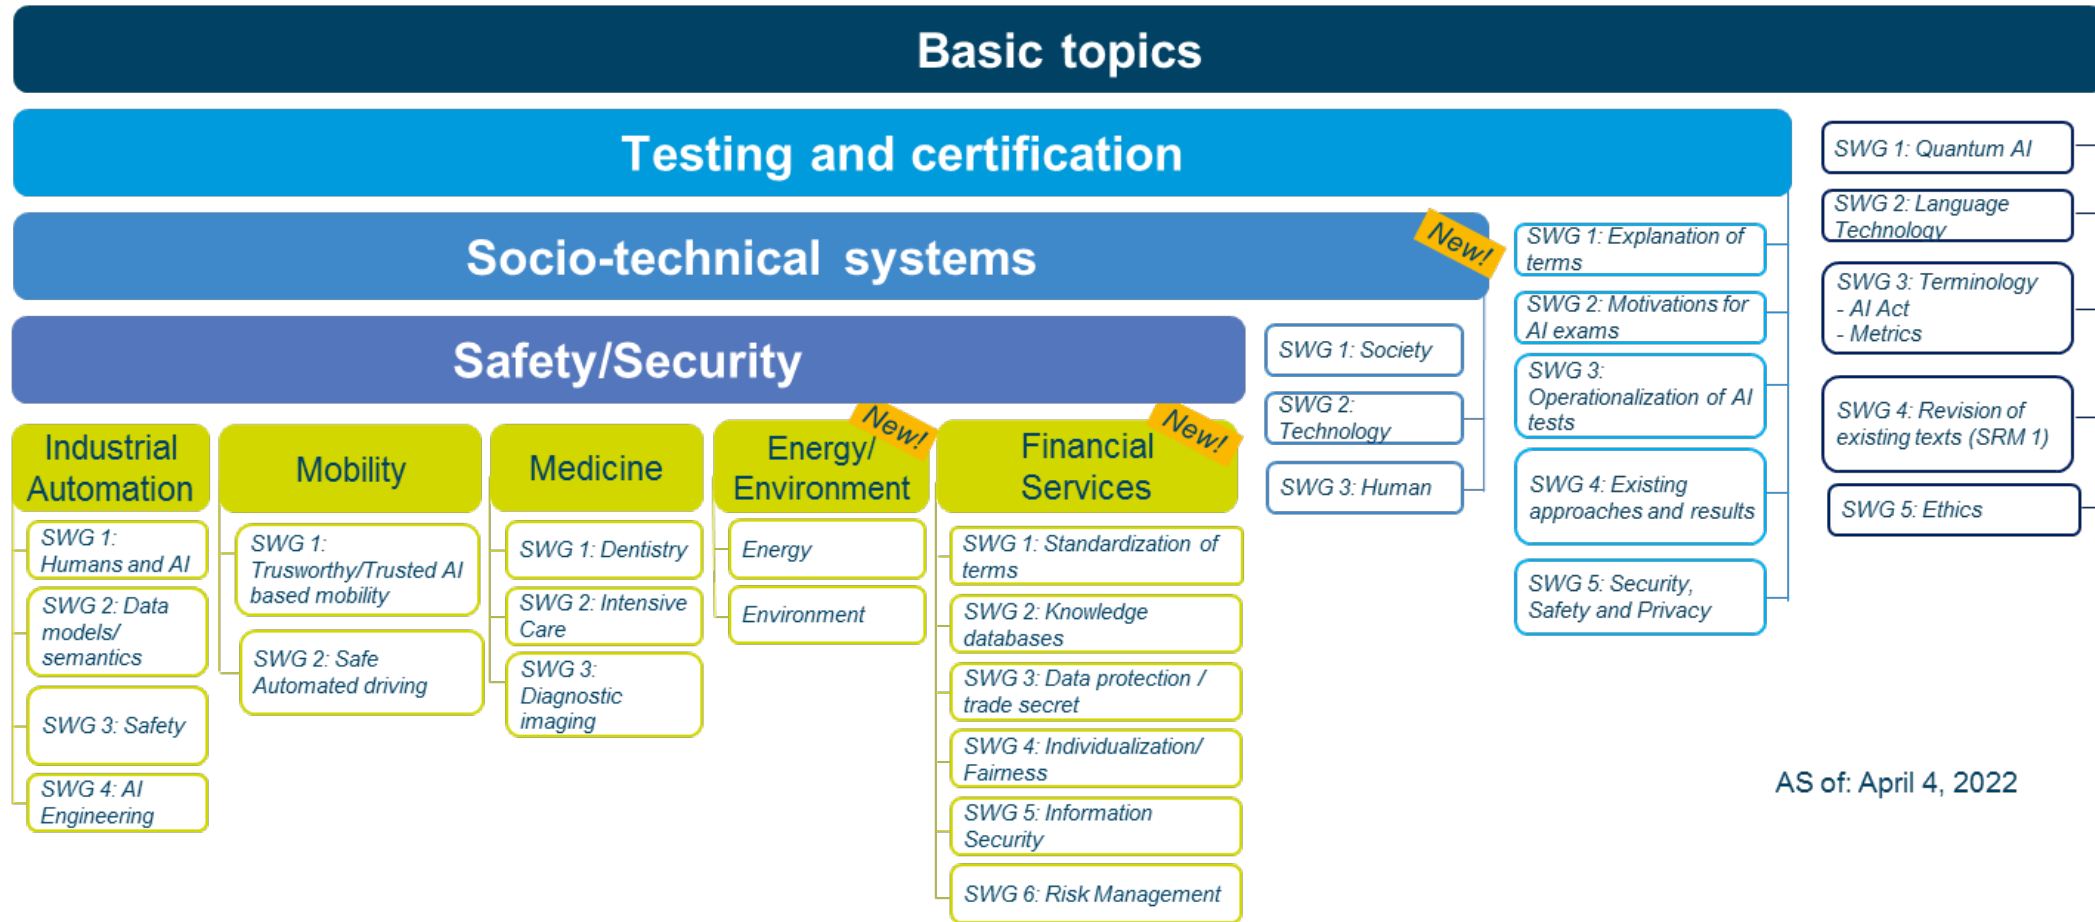 Basic topics
Testing and certification
Socio-technical systems
New!
Safety/Security
Industrial
Automation
SWG 1:
Humans and AI
SWG 2: Data
models/
semantics
SWG 3: Safety
SWG 4: AI
Engineering
Mobility
SWG 1:
Trusworthy/Trusted AI
based mobility
SWG 2: Safe
Automated driving
Medicine
SWG 1: Dentistry
SWG 2: Intensive
Care
SWG 3:
Diagnostic
imaging
New!
Energy/
Environment
Energy
Environment
New!
Financial
Services
SWG 1: Standardization of
terms
SWG 2: Knowledge
databases
SWG 3: Data protection /
trade secret
SWG 4: Individualization/
Fairness
SWG 5: Information
Security
SWG 6: Risk Management
SWG 1: Society
SWG 2:
Technology
SWG 3: Human
SWG 1: Explanation of
terms
SWG 2: Motivations for
AI exams
SWG 3:
Operationalization of AI
tests
SWG 4: Existing
approaches and results
SWG 5: Security,
Safety and Privacy
SWG 1: Quantum AI
SWG 2: Language
Technology
SWG 3: Terminology
- AI Act
- Metrics
SWG 4: Revision of
existing texts (SRM 1)
SWG 5: Ethics
AS of: April 4, 2022